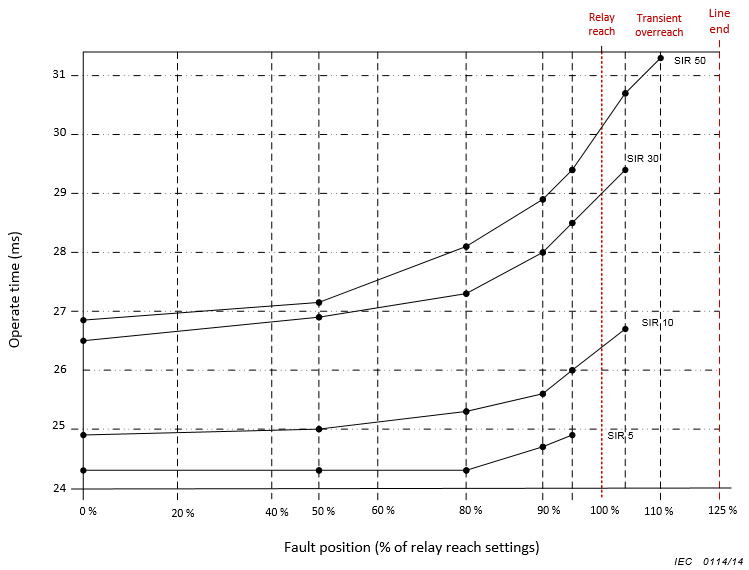 Relay
reach
Transient
overreach
Line
end
31
30
29
28
27
26
25
24
SIR 50
SIR 30
SIR 10
SIR 5
0 %
20 %
40 %
50 %
60 %
80 %
90 %
100 %
110 %
125 %
Operate time (ms)
Fault position (% of relay reach settings)
IEC 0114/14